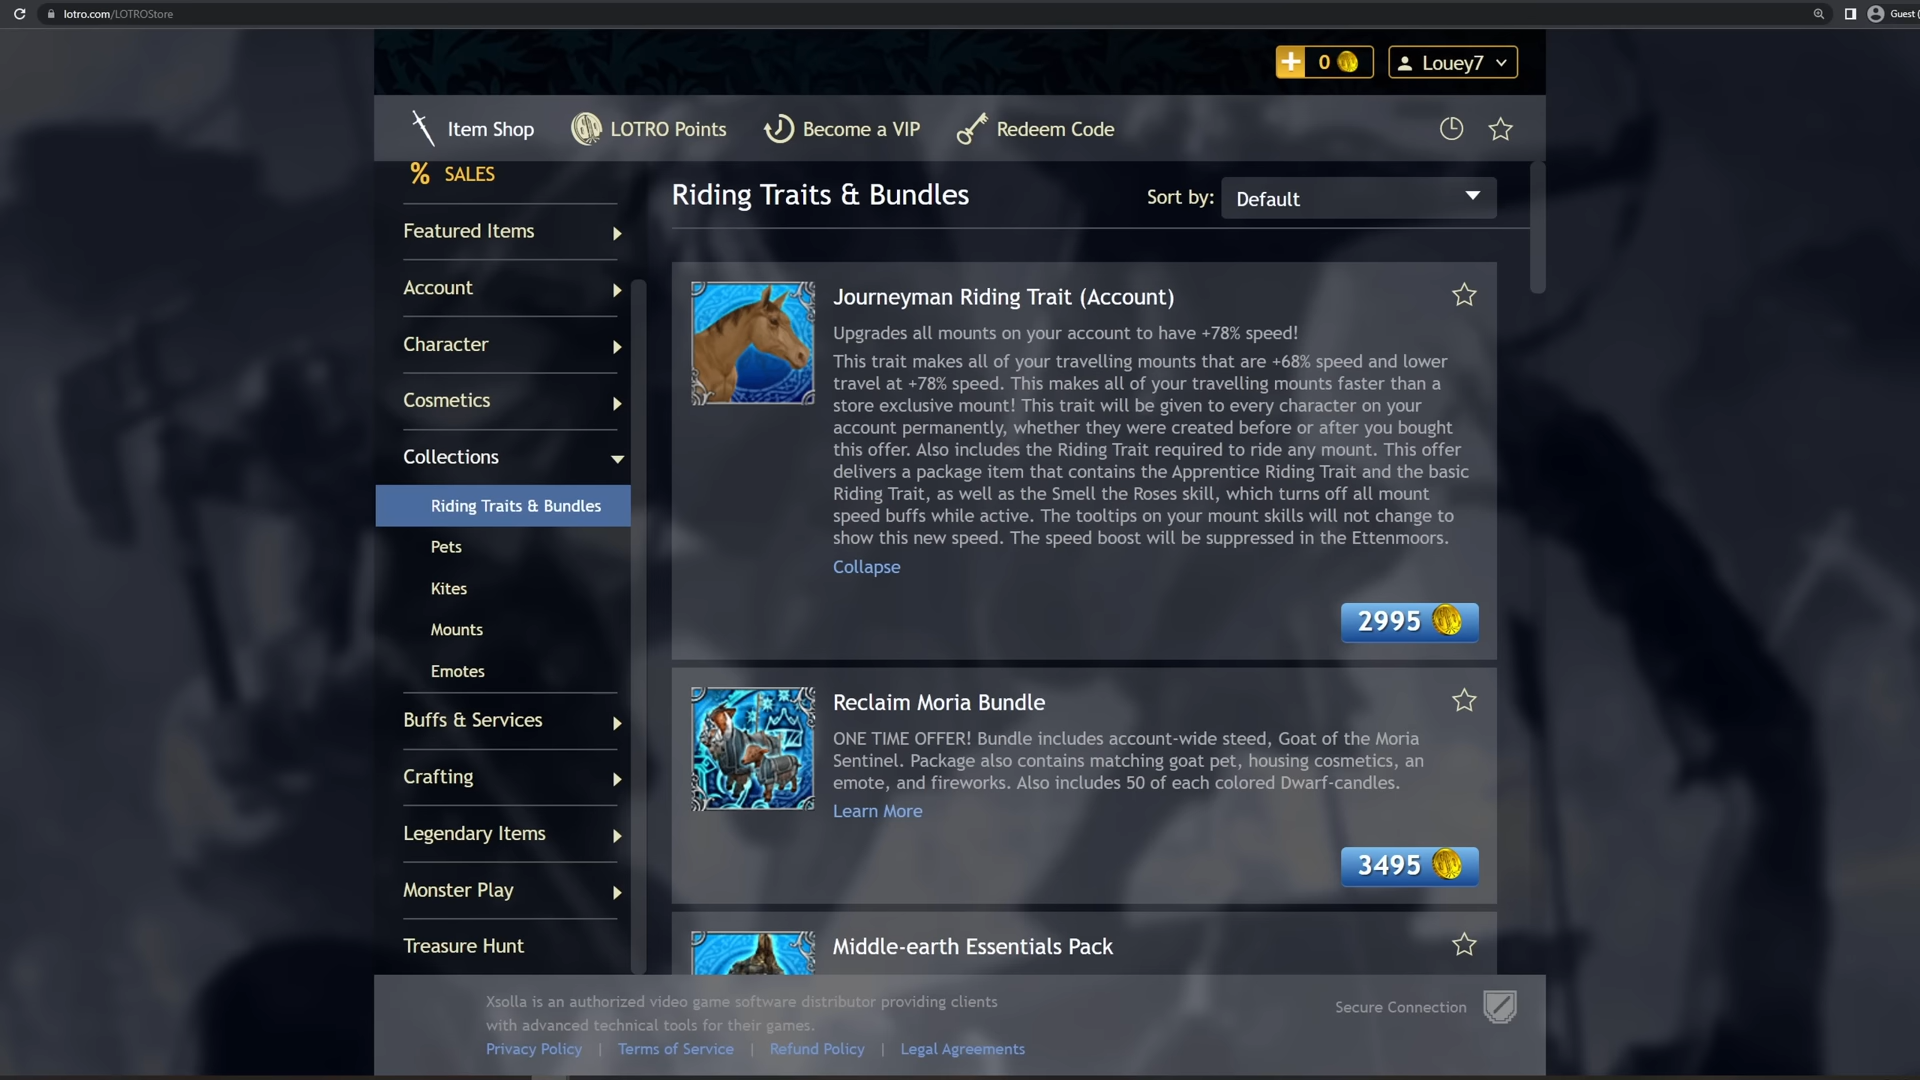 lotro.com/LOTROStore
Guest (
0
Louey7
Item Shop
LOTRO Points
Become a VIP
Redeem Code
% SALES
Featured Items
Account
Character
Cosmetics
Collections
Riding Traits & Bundles
Pets
Kites
Mounts
Emotes
Buffs & Services
Crafting
Legendary Items
Monster Play
Treasure Hunt
Riding Traits & Bundles
Sort by: Default
Journeyman Riding Trait (Account)
Upgrades all mounts on your account to have +78% speed!
This trait makes all of your travelling mounts that are +68% speed and lower
travel at +78% speed. This makes all of your travelling mounts faster than a
store exclusive mount! This trait will be given to every character on your
account permanently, whether they were created before or after you bought
this offer. Also includes the Riding Trait required to ride any mount. This offer
delivers a package item that contains the Apprentice Riding Trait and the basic
Riding Trait, as well as the Smell the Roses skill, which turns off all mount
speed buffs while active. The tooltips on your mount skills will not change to
show this new speed. The speed boost will be suppressed in the Ettenmoors.
Collapse
2995
Reclaim Moria Bundle
ONE TIME OFFER! Bundle includes account-wide steed, Goat of the Moria
Sentinel. Package also contains matching goat pet, housing cosmetics, an
emote, and fireworks. Also includes 50 of each colored Dwarf-candles.
Learn More
3495
Middle-earth Essentials Pack
Xsolla is an authorized video game software distributor providing clients
with advanced technical tools for their games.
Privacy Policy | Terms of Service | Refund Policy | Legal Agreements
Secure Connection